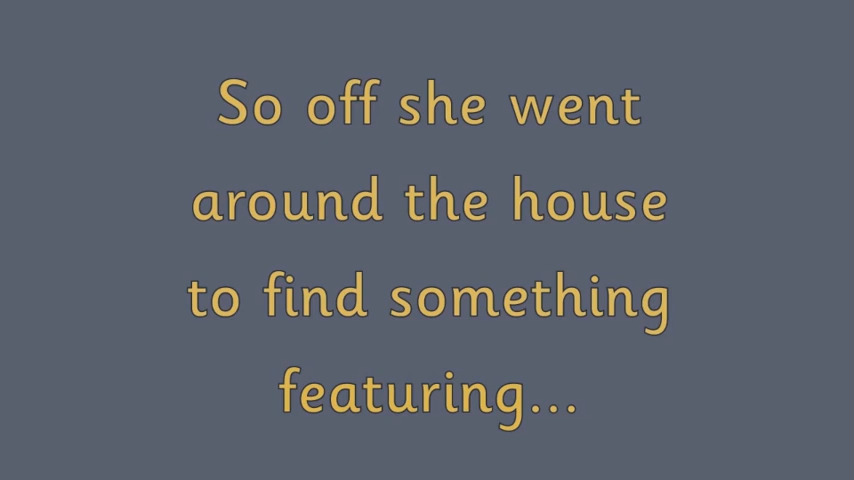 So off she went
around the house
to find something
featuring...